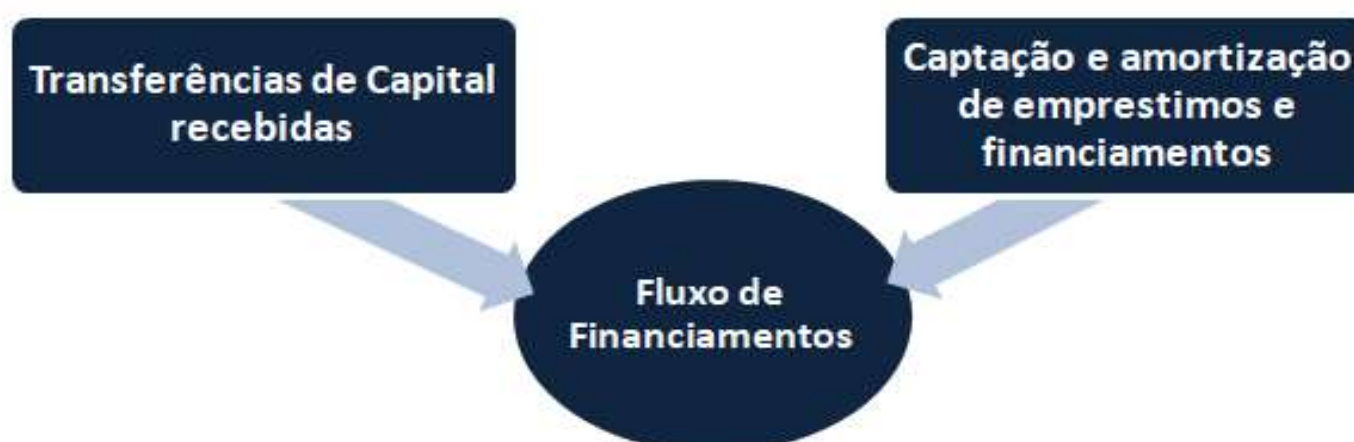 Transferências de Capital
recebidas
Captação e amortização
de emprestimos e
financiamentos
Fluxo de
Financiamentos